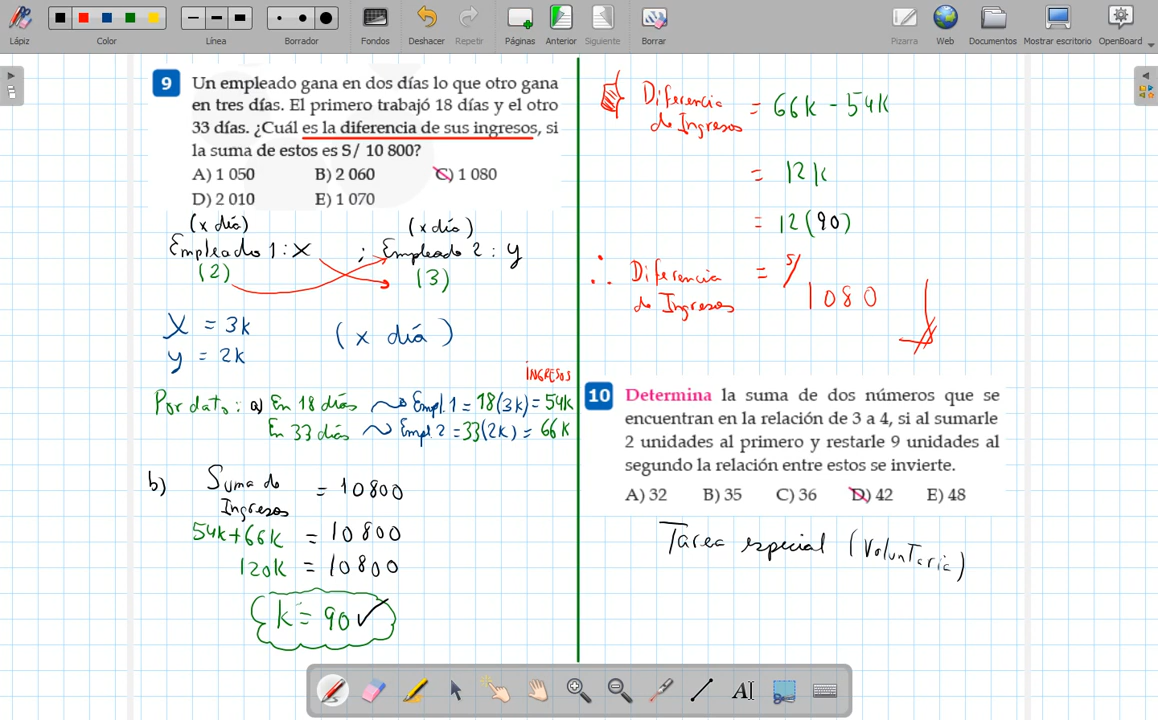 Lápiz
Color
Línea
Borrador
Fondos
Deshacer
Repetir
Páginas
Anterior
Siguiente
Borrar
Pizarra
Web
Documentos
Mostrar escritorio
OpenBoard
9 Un empleado gana en dos días lo que otro gana
en tres días. El primero trabajó 18 días y el otro
33 días. ¿Cuál es la diferencia de sus ingresos, si
la suma de estos es S/ 10 800?
A) 1 050 B) 2 060 C) 1 080
D) 2 010 E) 1 070
(x día) (x día)
Empleado 1 : X ; Empleado 2 : y
(2) (3)
X = 3k
(x día)
y = 2k
INGRESOS
Por dato: a) En 18 días Empl. 1 = 18(3k) = 54k
En 33 días Empl 2 = 33(2k) = 66k
b) Suma de
Ingresos = 10800
54k + 66k = 10800
120k = 10800
k = 90 ✓
Diferencia
de Ingresos = 66k - 54k
= 12k
= 12(90)
∴ Diferencia
de Ingresos = S/ 1080
10 Determina la suma de dos números que se
encuentran en la relación de 3 a 4, si al sumarle
2 unidades al primero y restarle 9 unidades al
segundo la relación entre estos se invierte.
A) 32 B) 35 C) 36 D) 42 E) 48
Tarea especial (Voluntaria)
AI